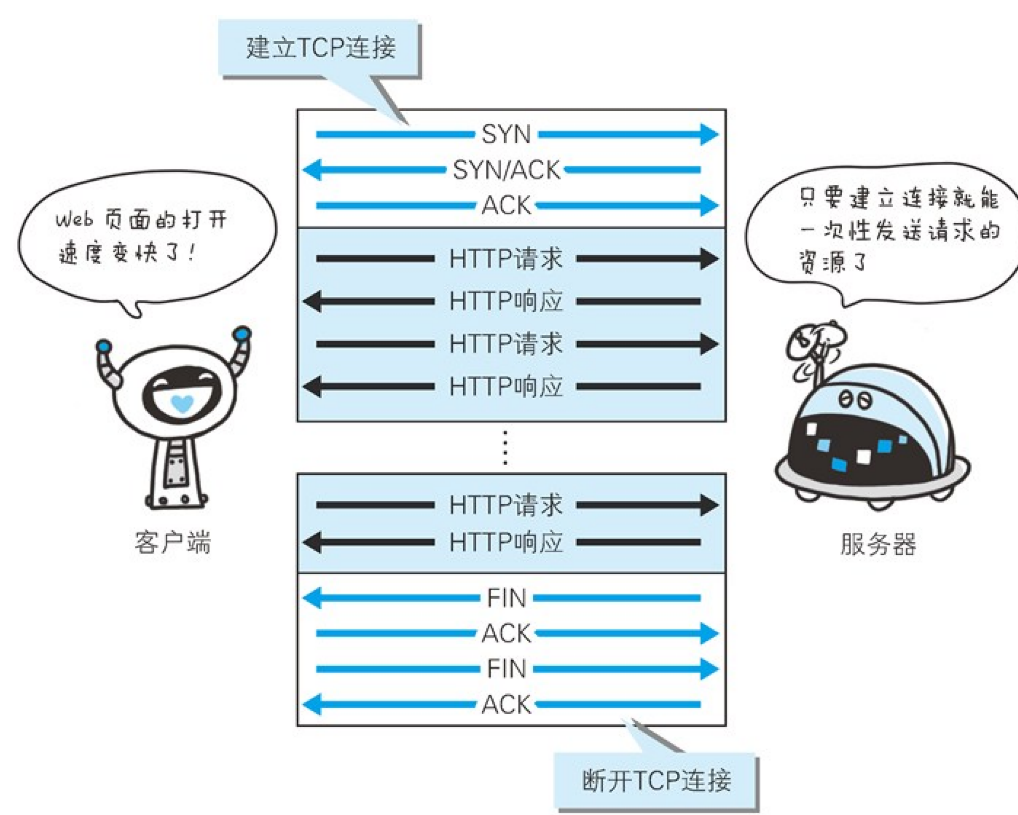 建立TCP连接
SYN
SYN/ACK
ACK
Web 页面的打开
速度变快了！
只要建立连接就能
一次性发送请求的
资源了
HTTP请求
HTTP响应
HTTP请求
HTTP响应
HTTP请求
HTTP响应
客户端
服务器
FIN
ACK
FIN
ACK
断开TCP连接